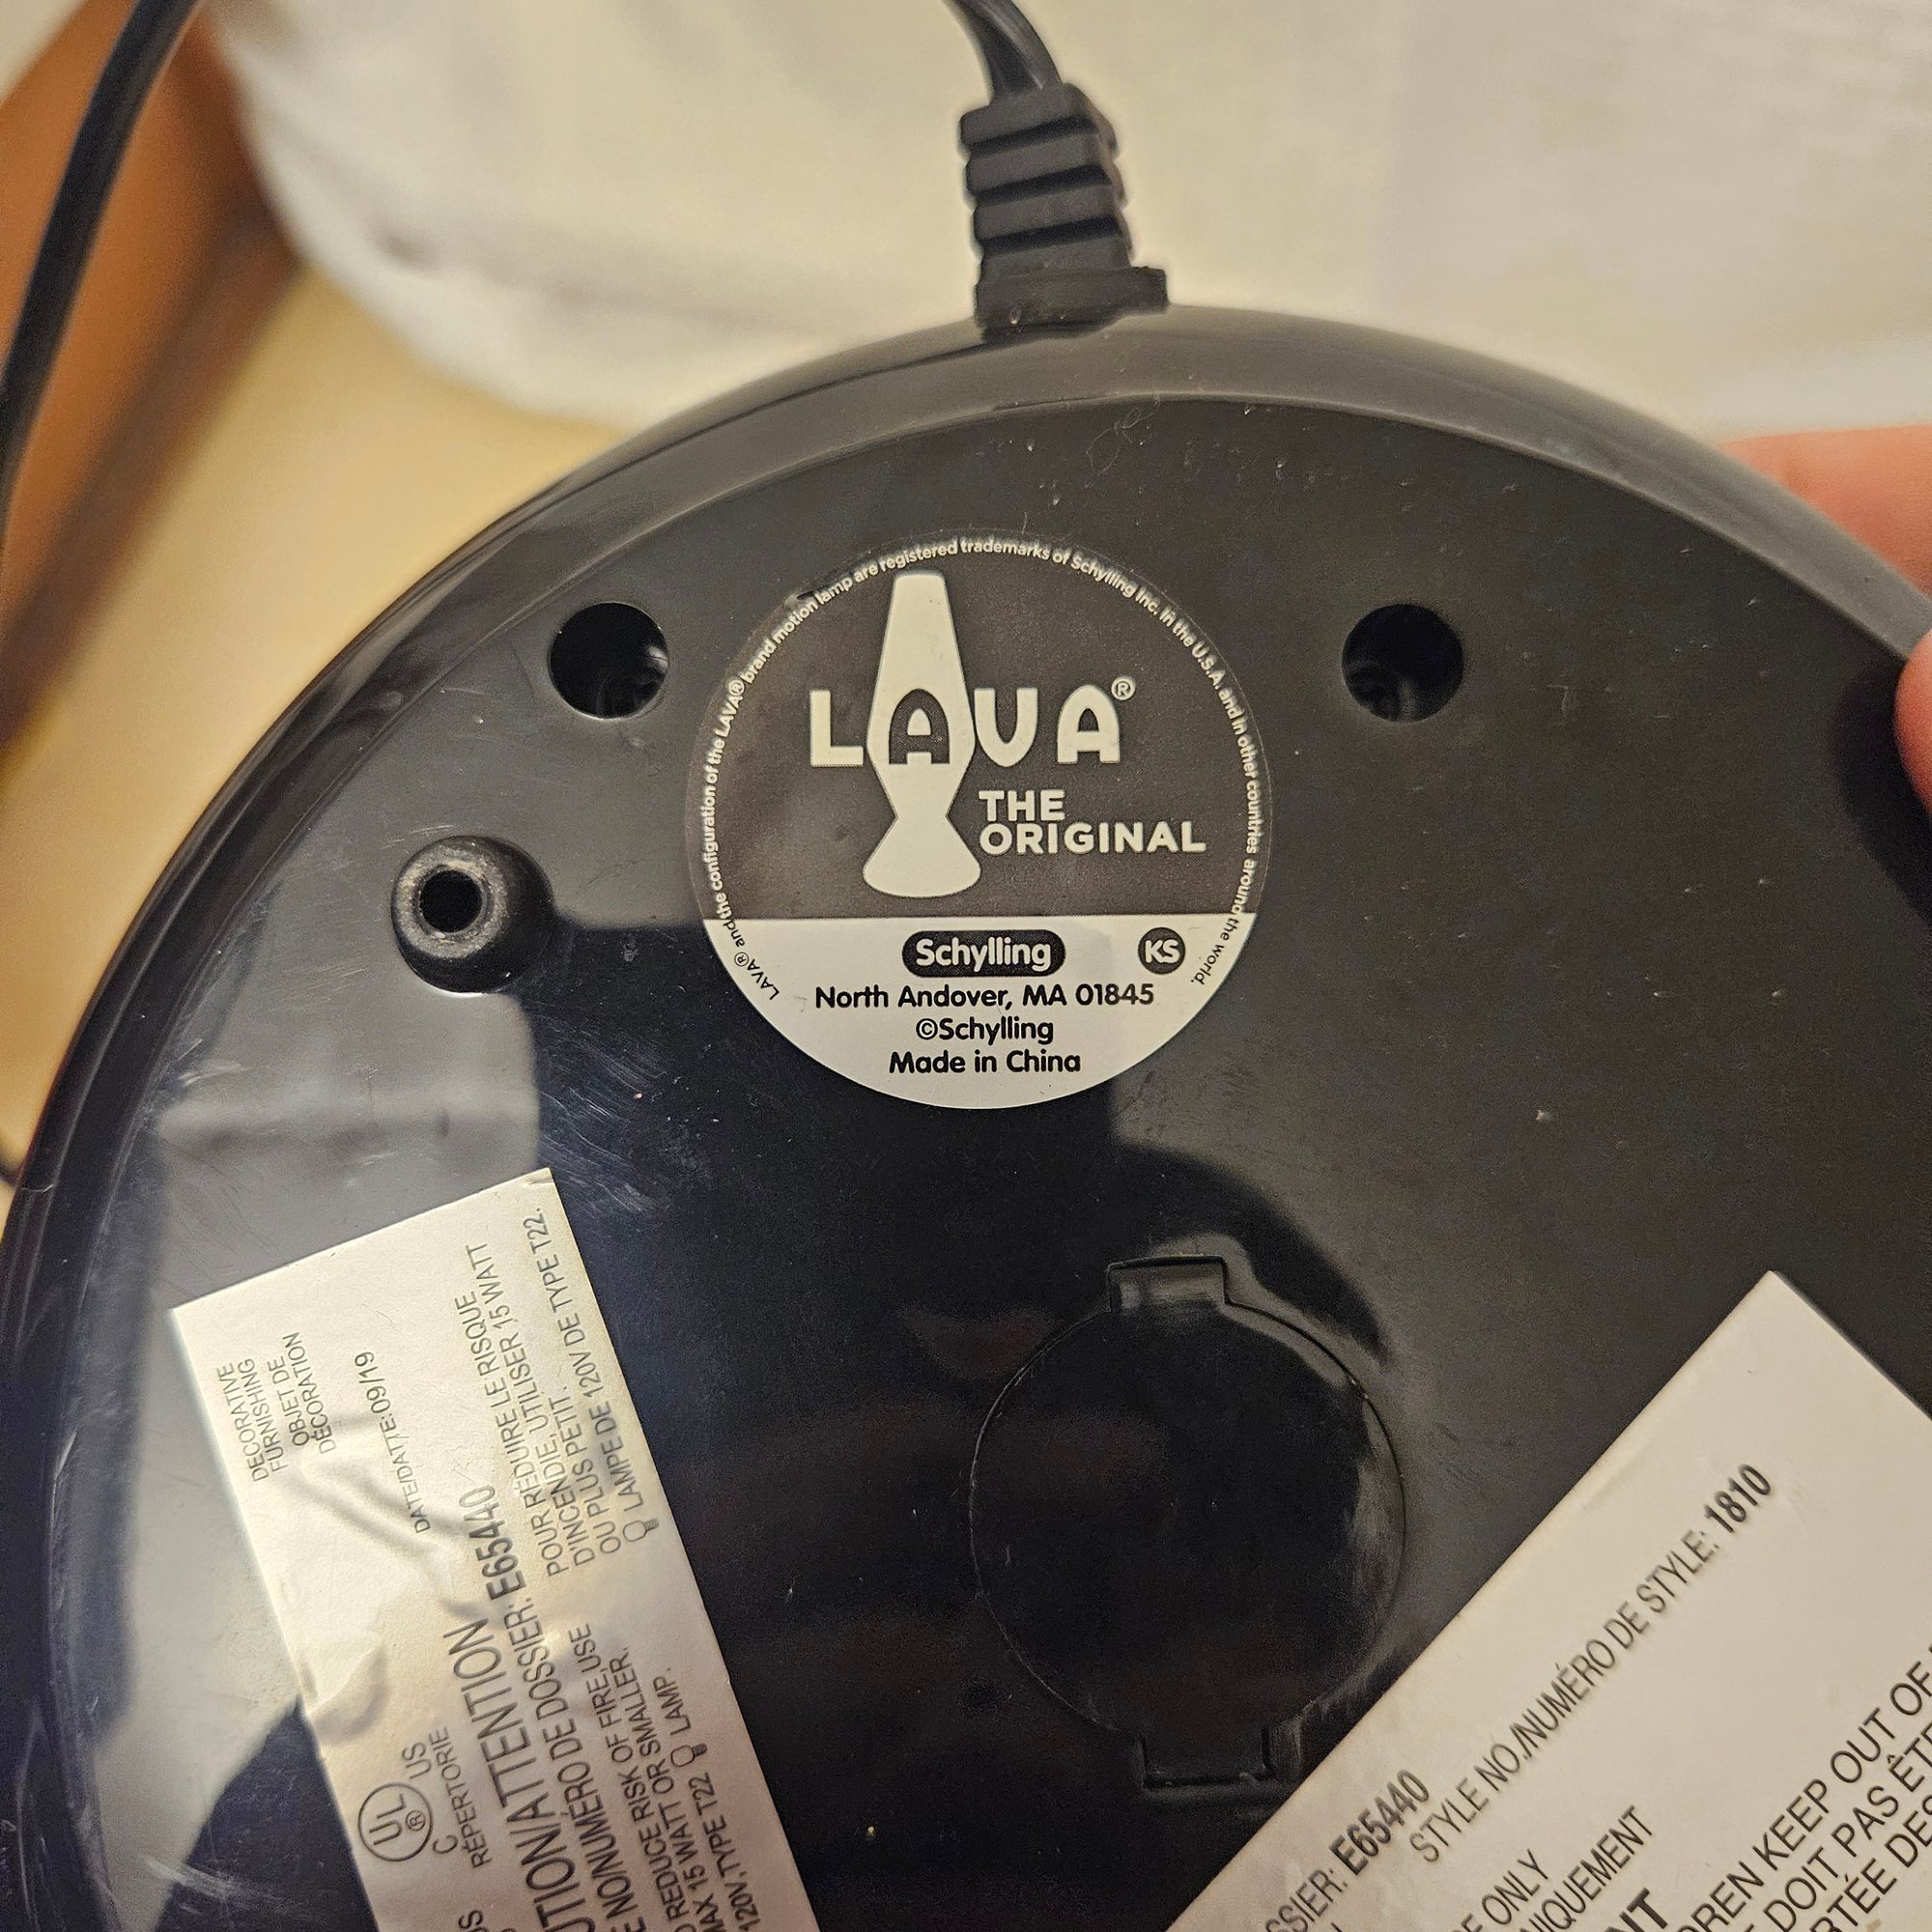 LAVA® and the configuration of the LAVA® brand motion lamp are registered trademarks of Schylling Inc. in the U.S.A. and in other countries around the world.
LAVA®
THE
ORIGINAL
Schylling
KS
North Andover, MA 01845
©Schylling
Made in China
DECORATIVE
FURNISHING
OBJET DE
DÉCORATION
DATE/DATE: 09/19
UL ®
C US
RÉPERTORIE
ATTENTION
DE DOSSIER: E65440
NUMÉRO DE
REDUCE RISK OF FIRE, USE
MAX 15 WATT OR SMALLER.
120V, TYPE T22 LAMP.
POUR RÉDUIRE LE RISQUE
D'INCENDIE, UTILISER 15 WATT
OU PLUS PETIT.
LAMPE DE 120V DE TYPE T22.
E65440
STYLE NO./NUMÉRO DE STYLE: 1810
ONLY
KEEP OUT OF
DOIT PAS